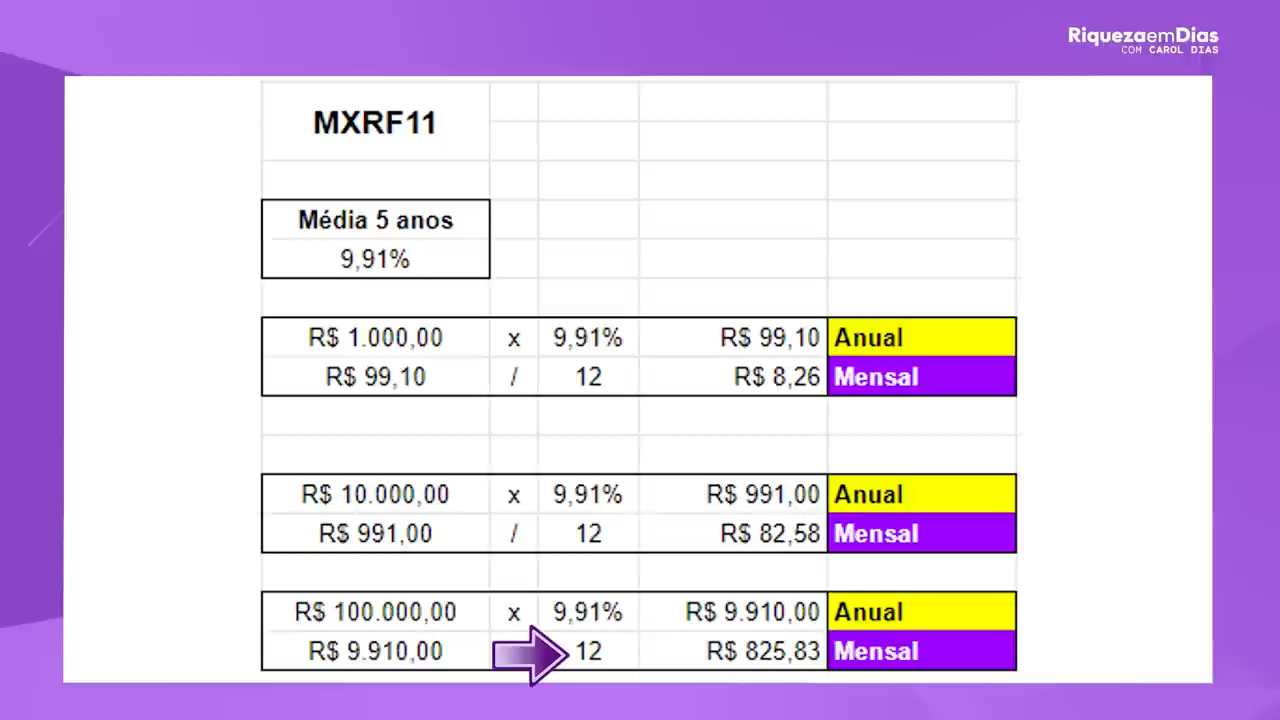 RiquezaemDias
COM CAROL DIAS
MXRF11
Média 5 anos
9,91%
R$ 1.000,00 x 9,91% R$ 99,10 Anual
R$ 99,10 / 12 R$ 8,26 Mensal
R$ 10.000,00 x 9,91% R$ 991,00 Anual
R$ 991,00 / 12 R$ 82,58 Mensal
R$ 100.000,00 x 9,91% R$ 9.910,00 Anual
R$ 9.910,00 12 R$ 825,83 Mensal